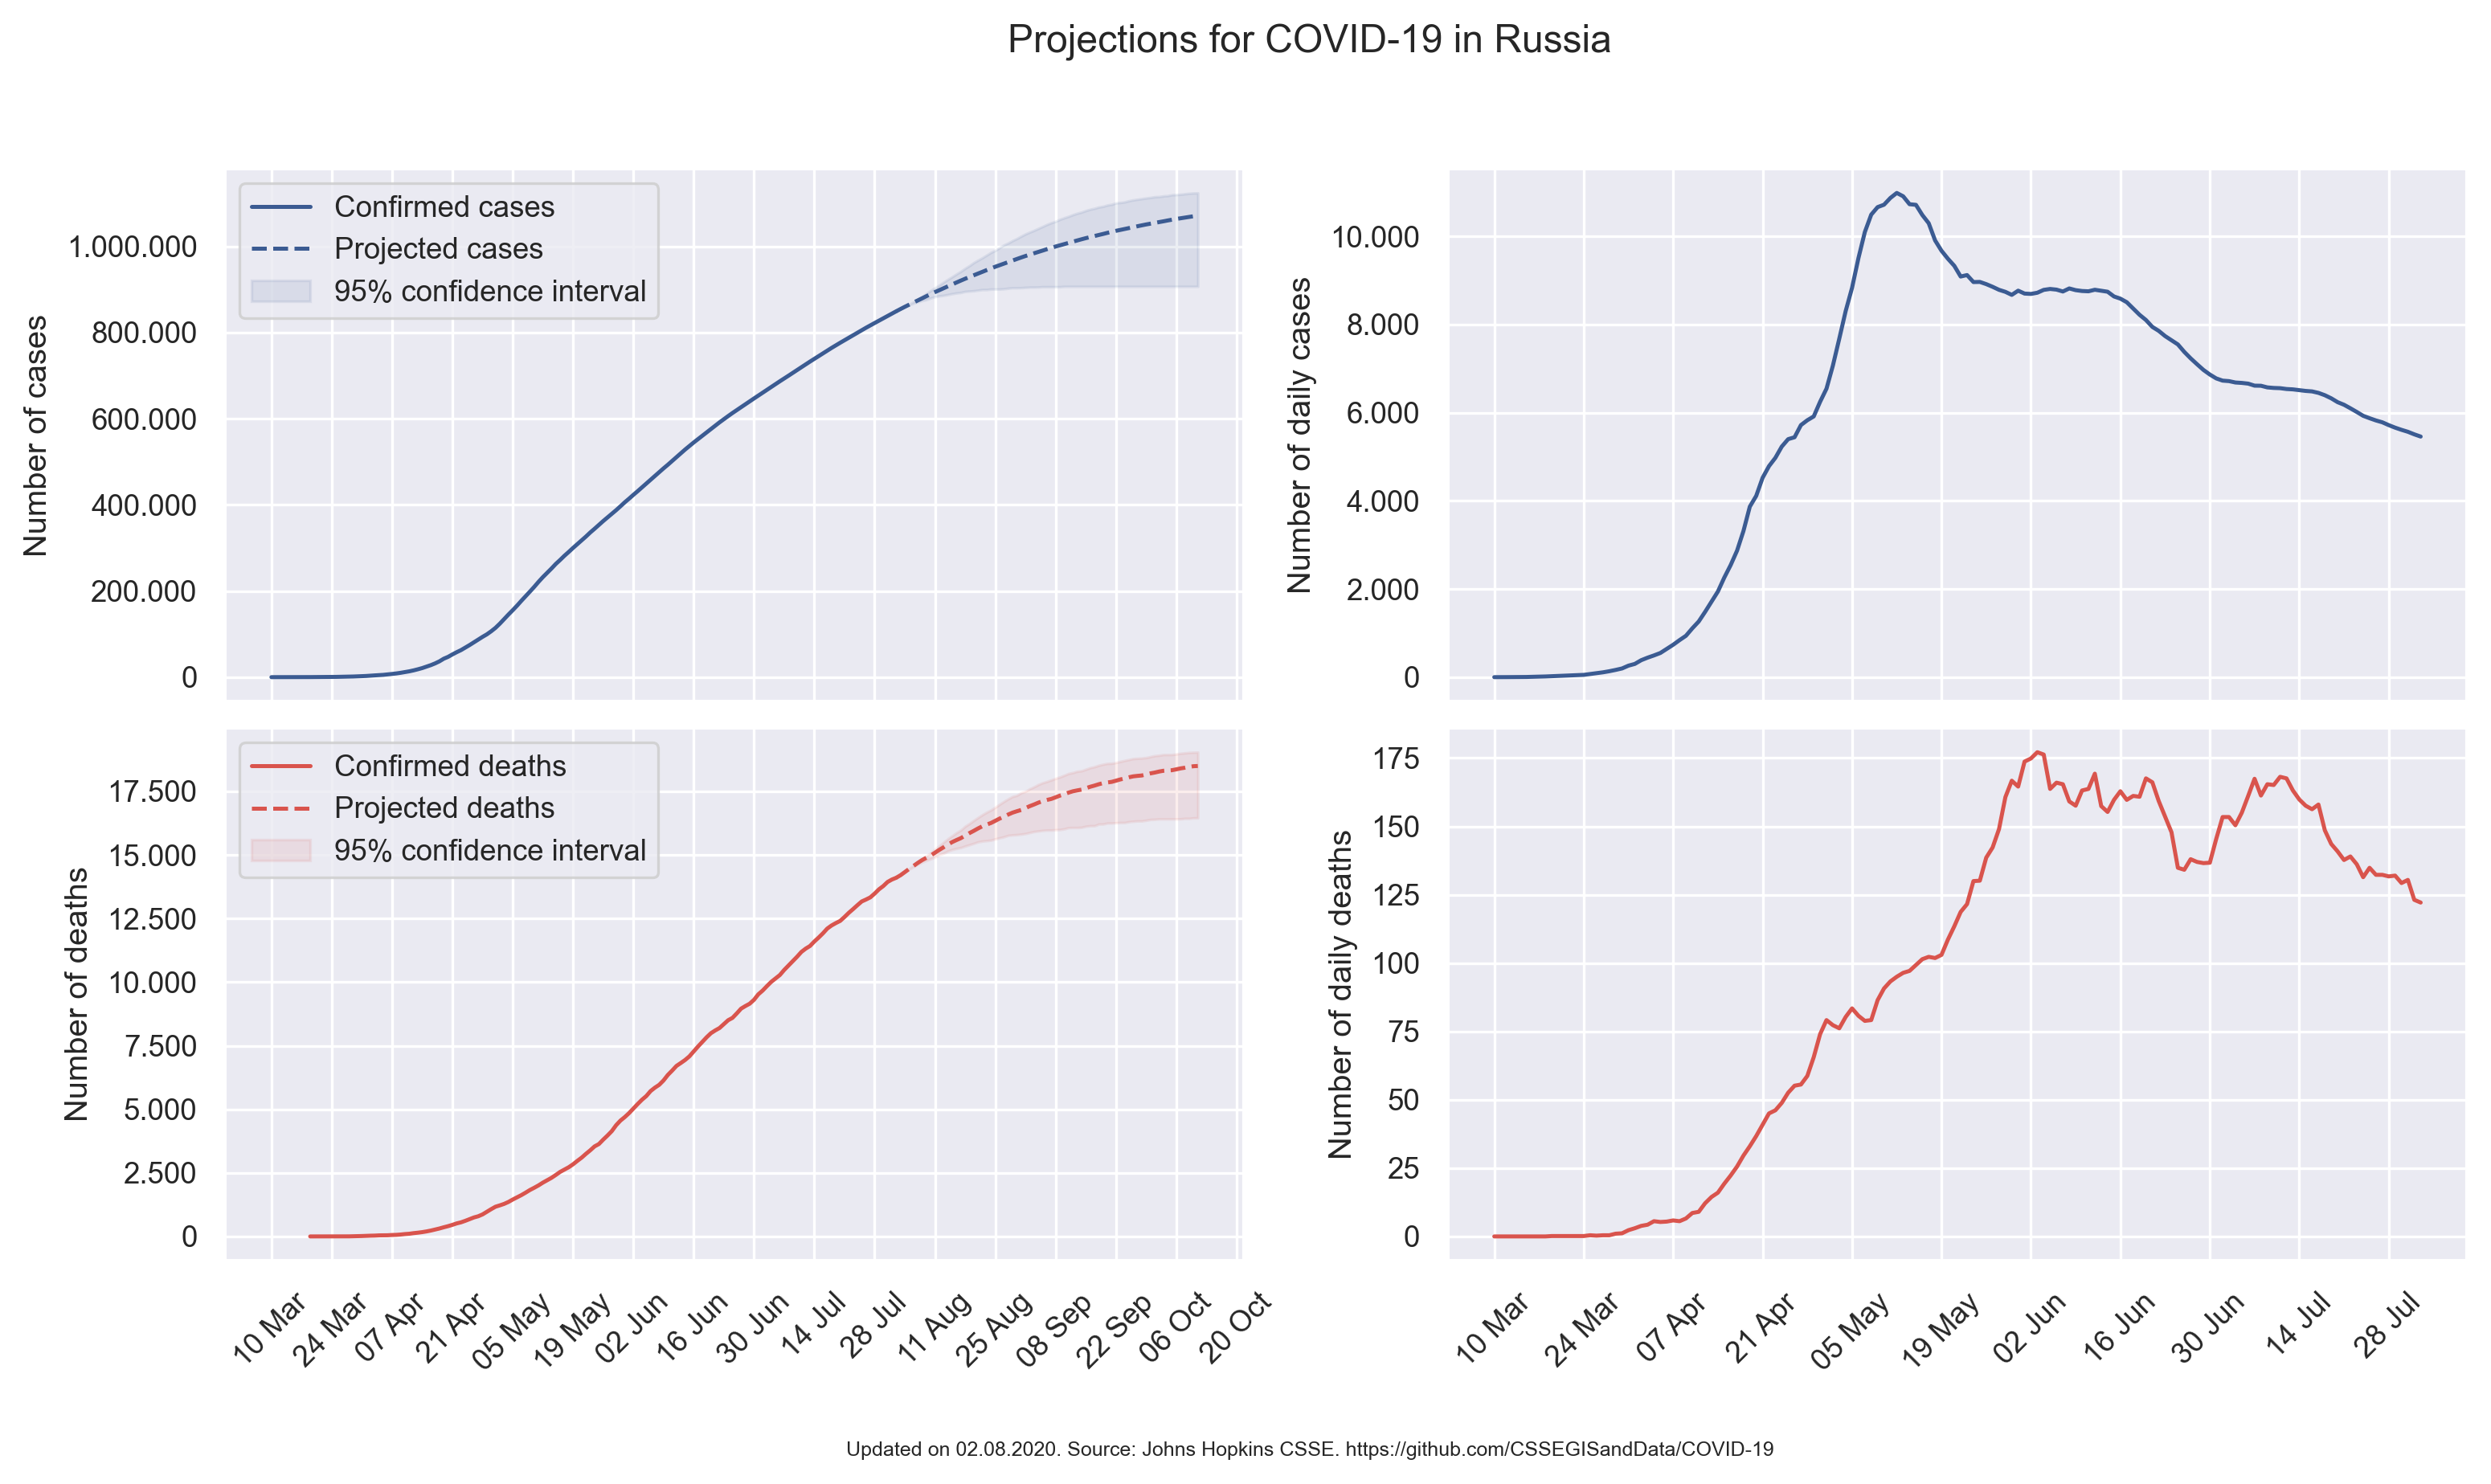 Projections for COVID-19 in Russia
Confirmed cases
Projected cases
95% confidence interval
Number of cases
1.000.000
800.000
600.000
400.000
200.000
0
Number of daily cases
10.000
8.000
6.000
4.000
2.000
0
Confirmed deaths
Projected deaths
95% confidence interval
Number of deaths
17.500
15.000
12.500
10.000
7.500
5.000
2.500
0
10 Mar
24 Mar
07 Apr
21 Apr
05 May
19 May
02 Jun
16 Jun
30 Jun
14 Jul
28 Jul
11 Aug
25 Aug
08 Sep
22 Sep
06 Oct
20 Oct
Number of daily deaths
175
150
125
100
75
50
25
0
10 Mar
24 Mar
07 Apr
21 Apr
05 May
19 May
02 Jun
16 Jun
30 Jun
14 Jul
28 Jul
Updated on 02.08.2020. Source: Johns Hopkins CSSE. https://github.com/CSSEGISandData/COVID-19